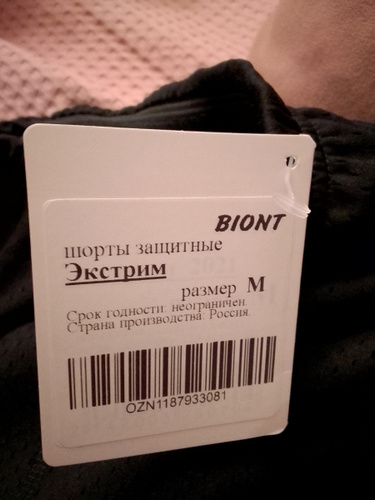 BIONT
шорты защитные
Экстрим
размер M
Срок годности: неограничен
Страна производства: Россия.
OZN1187933081